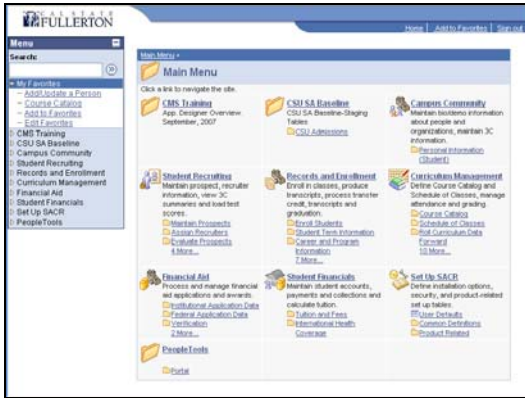 CAL STATE
FULLERTON
Home | Add to Favorites | Sign out
Menu
Search:
My Favorites
– Add/Update a Person
– Course Catalog
– Add to Favorites
– Edit Favorites
CMS Training
CSU SA Baseline
Campus Community
Student Recruiting
Records and Enrollment
Curriculum Management
Financial Aid
Student Financials
Set Up SACR
PeopleTools
Main Menu >
Main Menu
Click a link to navigate the site.
CMS Training
App. Designer Overview
September, 2007
CSU SA Baseline
CSU SA Baseline-Staging
Tables
CSU Admissions
Campus Community
Maintain bio/demo information
about people and
organizations, maintain 3C
information.
Personal Information
(Student)
Student Recruiting
Maintain prospect, recruiter
information, view 3C
summaries and load test
scores.
Maintain Prospects
Assign Recruiters
Evaluate Prospects
4 More...
Records and Enrollment
Enroll in classes, produce
transcripts, process transfer
credit, transcripts and
graduation.
Enroll Students
Student Term Information
Career and Program
Information
7 More...
Curriculum Management
Define Course Catalog and
Schedule of Classes, manage
attendance and grading.
Course Catalog
Schedule of Classes
Roll Curriculum Data
Forward
10 More...
Financial Aid
Process and manage financial
aid applications and awards.
Institutional Application Data
Federal Application Data
Verification
2 More...
Student Financials
Maintain student accounts,
payments and collections and
calculate tuition.
Tuition and Fees
International Health
Coverage
Set Up SACR
Define installation options,
security, and product-related
set up tables.
User Defaults
Common Definitions
Product Related
PeopleTools
Portal